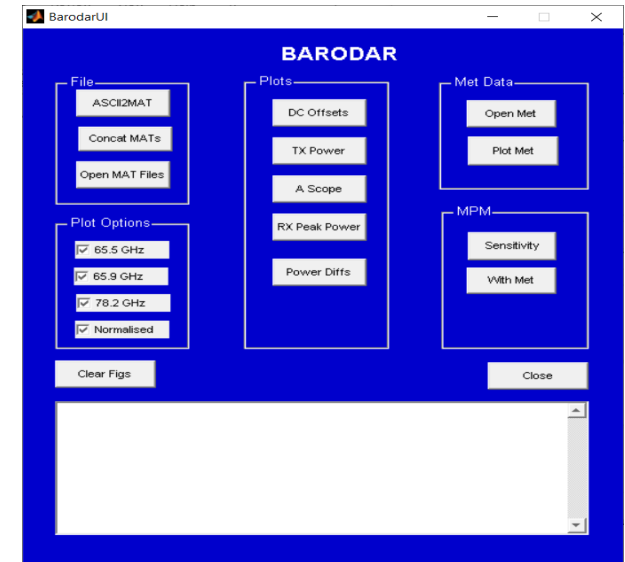 BarodarUI
BARODAR
File
ASCII2MAT
Concat MATs
Open MAT Files
Plot Options
65.5 GHz
65.9 GHz
78.2 GHz
Normalised
Clear Figs
Plots
DC Offsets
TX Power
A Scope
RX Peak Power
Power Diffs
Met Data
Open Met
Plot Met
MPM
Sensitivity
With Met
Close